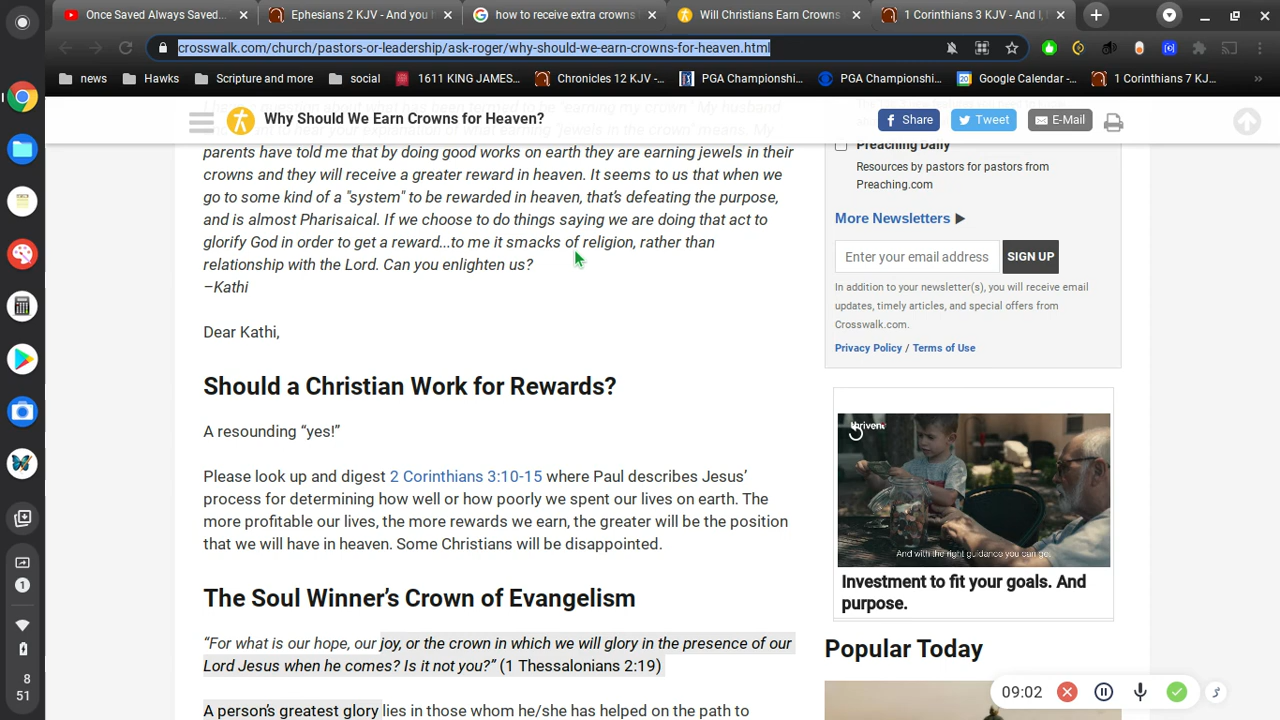 Once Saved Always Saved...
Ephesians 2 KJV - And you h
how to receive extra crowns
Will Christians Earn Crowns
1 Corinthians 3 KJV - And I,
crosswalk.com/church/pastors-or-leadership/ask-roger/why-should-we-earn-crowns-for-heaven.html
news
Hawks
Scripture and more
social
1611 KING JAMES...
Chronicles 12 KJV -...
PGA Championshi...
PGA Championshi...
Google Calendar -...
1 Corinthians 7 KJ...
Why Should We Earn Crowns for Heaven?
Share
Tweet
E-Mail
parents have told me that by doing good works on earth they are earning jewels in their
crowns and they will receive a greater reward in heaven. It seems to us that when we
go to some kind of a "system" to be rewarded in heaven, that's defeating the purpose,
and is almost Pharisaical. If we choose to do things saying we are doing that act to
glorify God in order to get a reward...to me it smacks of religion, rather than
relationship with the Lord. Can you enlighten us?
–Kathi
Dear Kathi,
Should a Christian Work for Rewards?
A resounding “yes!”
Please look up and digest 2 Corinthians 3:10-15 where Paul describes Jesus’
process for determining how well or how poorly we spent our lives on earth. The
more profitable our lives, the more rewards we earn, the greater will be the position
that we will have in heaven. Some Christians will be disappointed.
The Soul Winner’s Crown of Evangelism
“For what is our hope, our joy, or the crown in which we will glory in the presence of our
Lord Jesus when he comes? Is it not you?” (1 Thessalonians 2:19)
A person’s greatest glory lies in those whom he/she has helped on the path to
Preaching Daily
Resources by pastors for pastors from
Preaching.com
More Newsletters
Enter your email address
SIGN UP
In addition to your newsletter(s), you will receive email
updates, timely articles, and special offers from
Crosswalk.com.
Privacy Policy / Terms of Use
thrivent
And with the right guidance you can get
Investment to fit your goals. And
purpose.
Popular Today
09:02
1
8
51